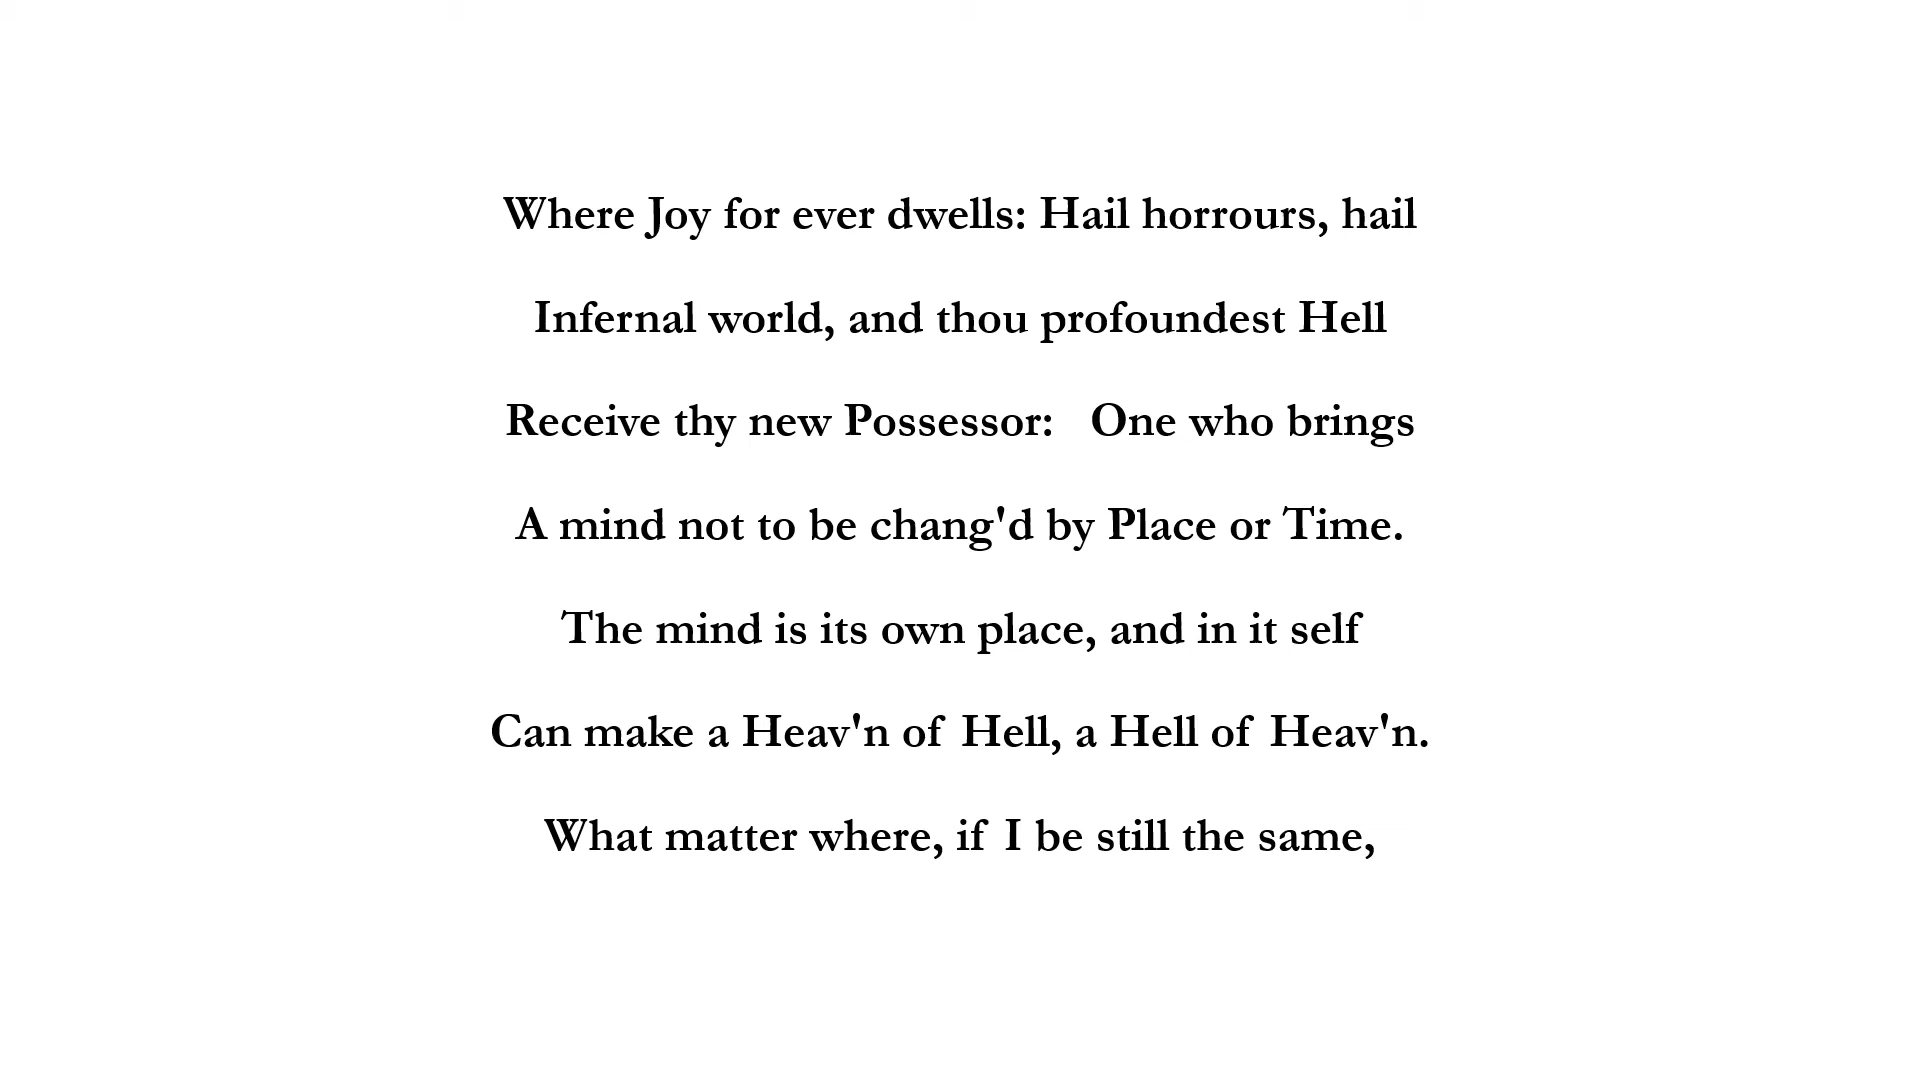 Where Joy for ever dwells: Hail horrours, hail
Infernal world, and thou profoundest Hell
Receive thy new Possessor:   One who brings
A mind not to be chang'd by Place or Time.
The mind is its own place, and in it self
Can make a Heav'n of Hell, a Hell of Heav'n.
What matter where, if I be still the same,